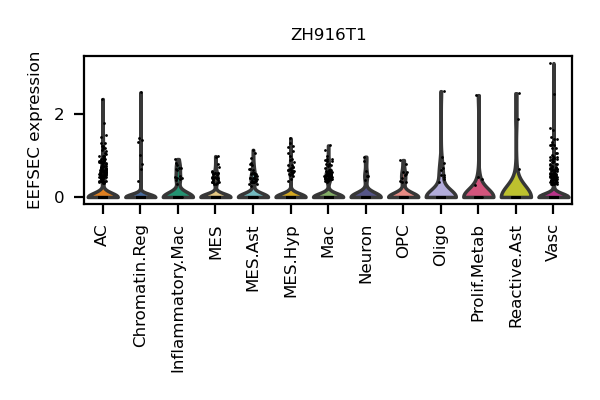 ZH916T1
EEFSEC expression
2
0
AC
Chromatin.Reg
Inflammatory.Mac
MES
MES.Ast
MES.Hyp
Mac
Neuron
OPC
Oligo
Prolif.Metab
Reactive.Ast
Vasc